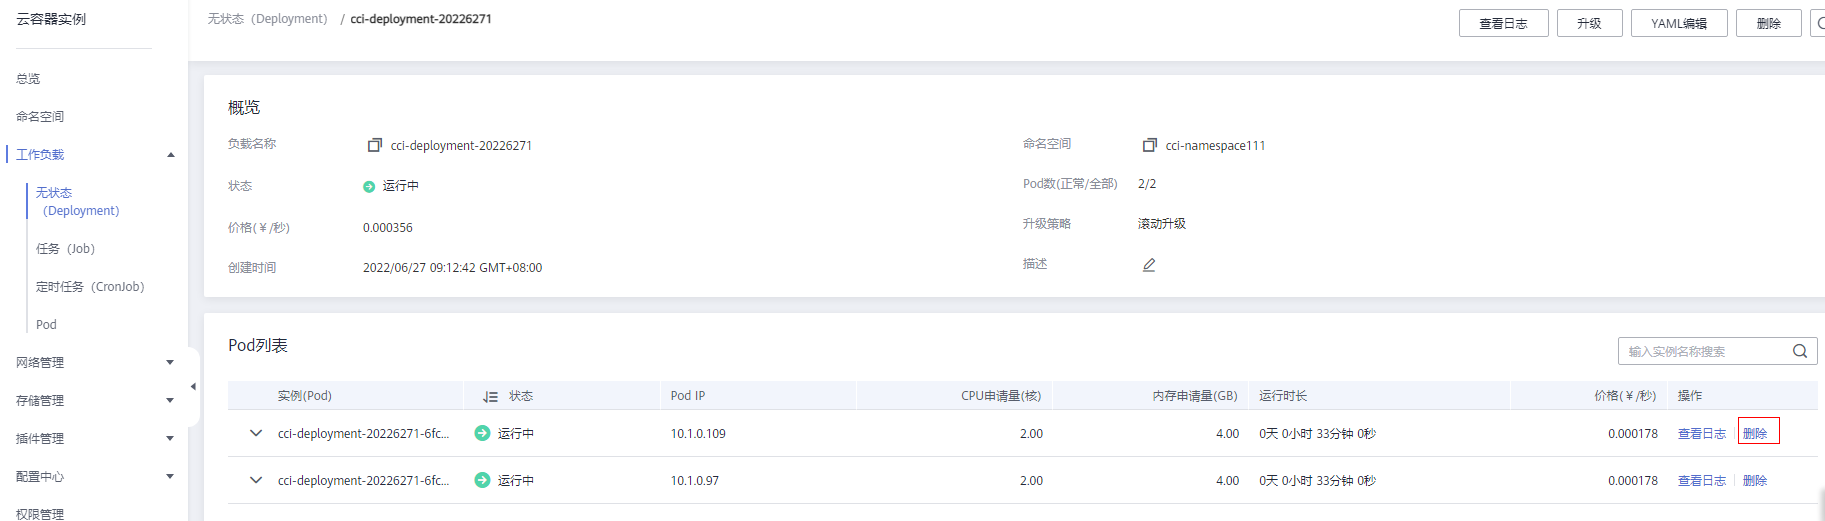 云容器实例
总览
命名空间
工作负载
无状态
（Deployment）
任务（Job）
定时任务（CronJob）
Pod
网络管理
存储管理
插件管理
配置中心
权限管理
无状态（Deployment） / cci-deployment-20226271
查看日志 升级 YAML编辑 删除
概览
负载名称 cci-deployment-20226271
命名空间 cci-namespace111
状态 运行中
Pod数(正常/全部) 2/2
价格(￥/秒) 0.000356
升级策略 滚动升级
创建时间 2022/06/27 09:12:42 GMT+08:00
描述
Pod列表
输入实例名称搜索
实例(Pod) 状态 Pod IP CPU申请量(核) 内存申请量(GB) 运行时长 价格(￥/秒) 操作
cci-deployment-20226271-6fc... 运行中 10.1.0.109 2.00 4.00 0天 0小时 33分钟 0秒 0.000178 查看日志 删除
cci-deployment-20226271-6fc... 运行中 10.1.0.97 2.00 4.00 0天 0小时 33分钟 0秒 0.000178 查看日志 删除